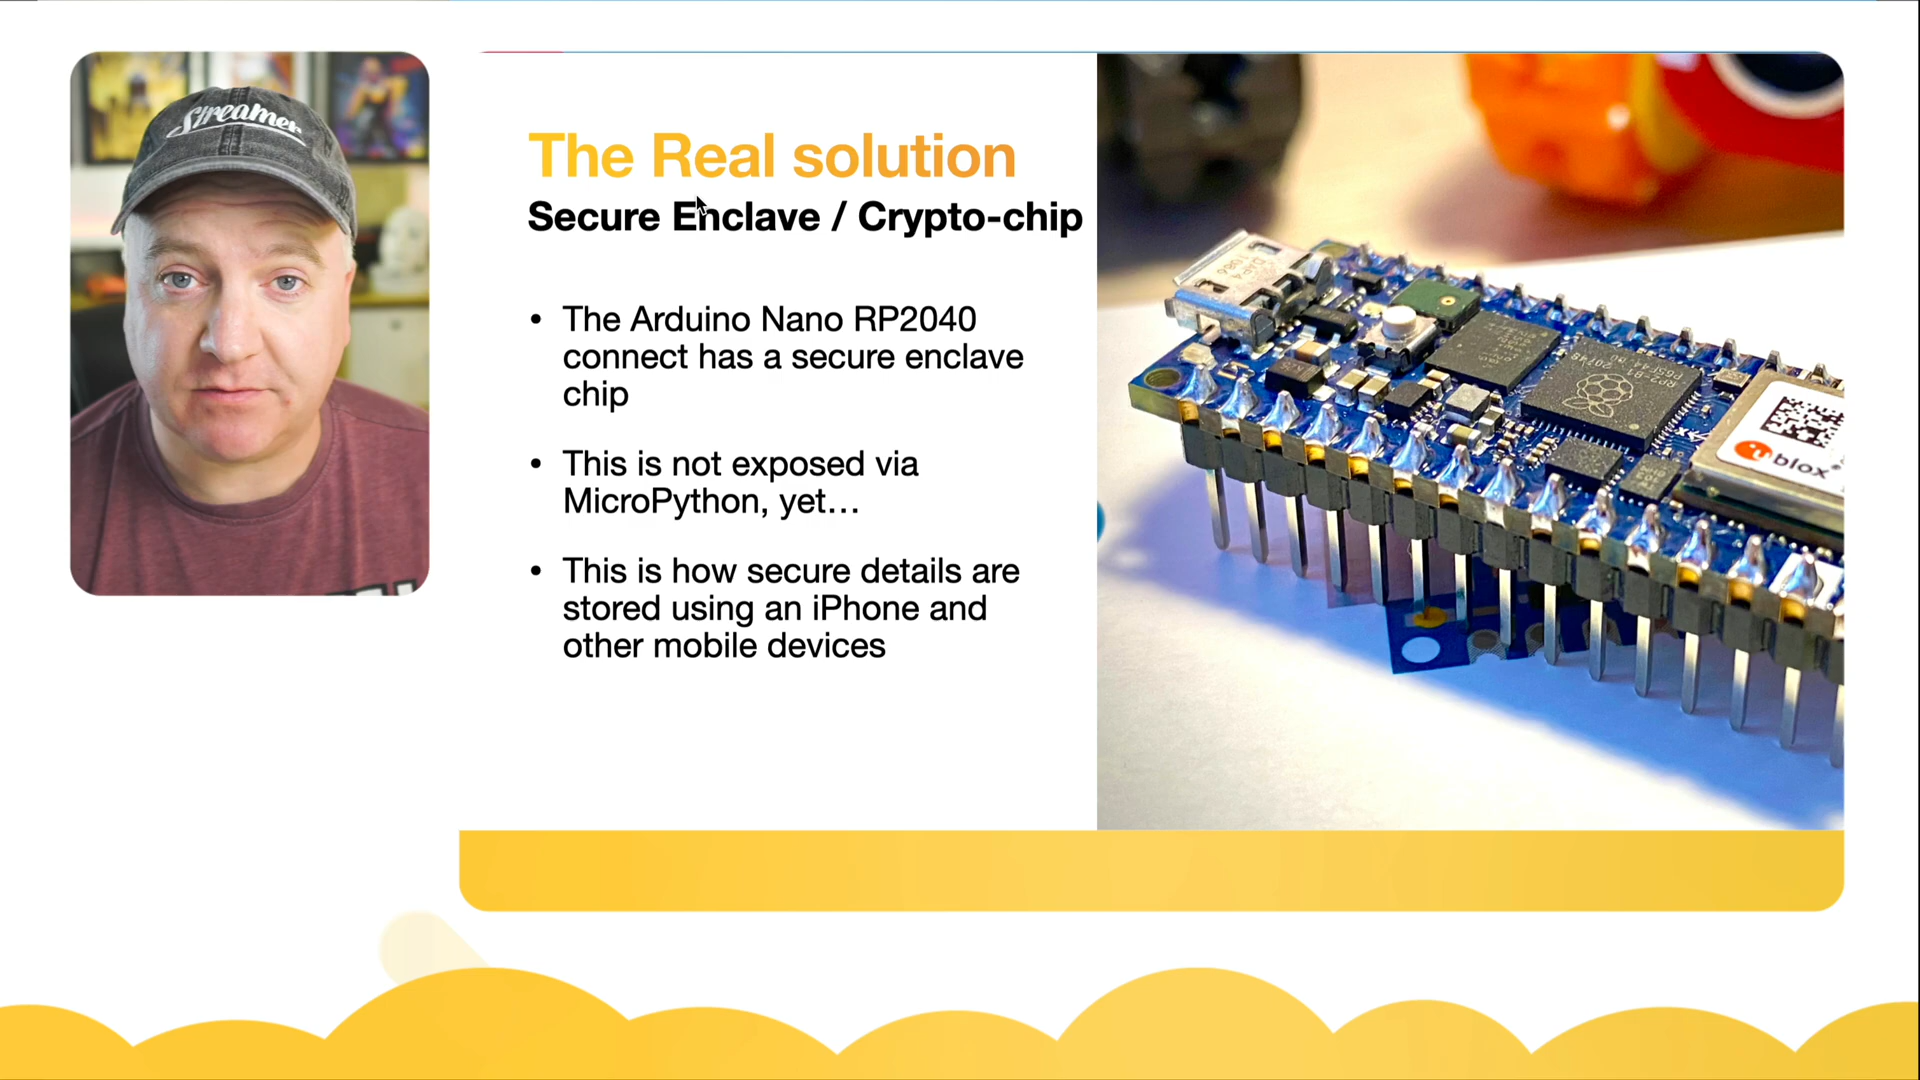 Streamer
The Real solution
Secure Enclave / Crypto-chip
• The Arduino Nano RP2040
connect has a secure enclave
chip
• This is not exposed via
MicroPython, yet…
• This is how secure details are
stored using an iPhone and
other mobile devices
blox